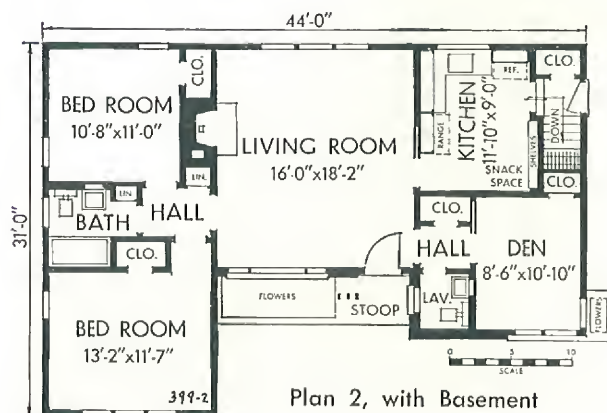 44'-0"
31'-0"
BED ROOM
10'-8"x11'-0"
CLO.
LIVING ROOM
16'-0"x18'-2"
KITCHEN
11'-10"x9'-0"
REF.
RANGE
SHELVES
SNACK
SPACE
CLO.
DOWN
CLO.
LIN.
LIN.
BATH
HALL
CLO.
BED ROOM
13'-2"x11'-7"
399-2
FLOWERS
STOOP
CLO.
HALL
LAV.
DEN
8'-6"x10'-10"
FLOWERS
0 5 10
SCALE
Plan 2, with Basement